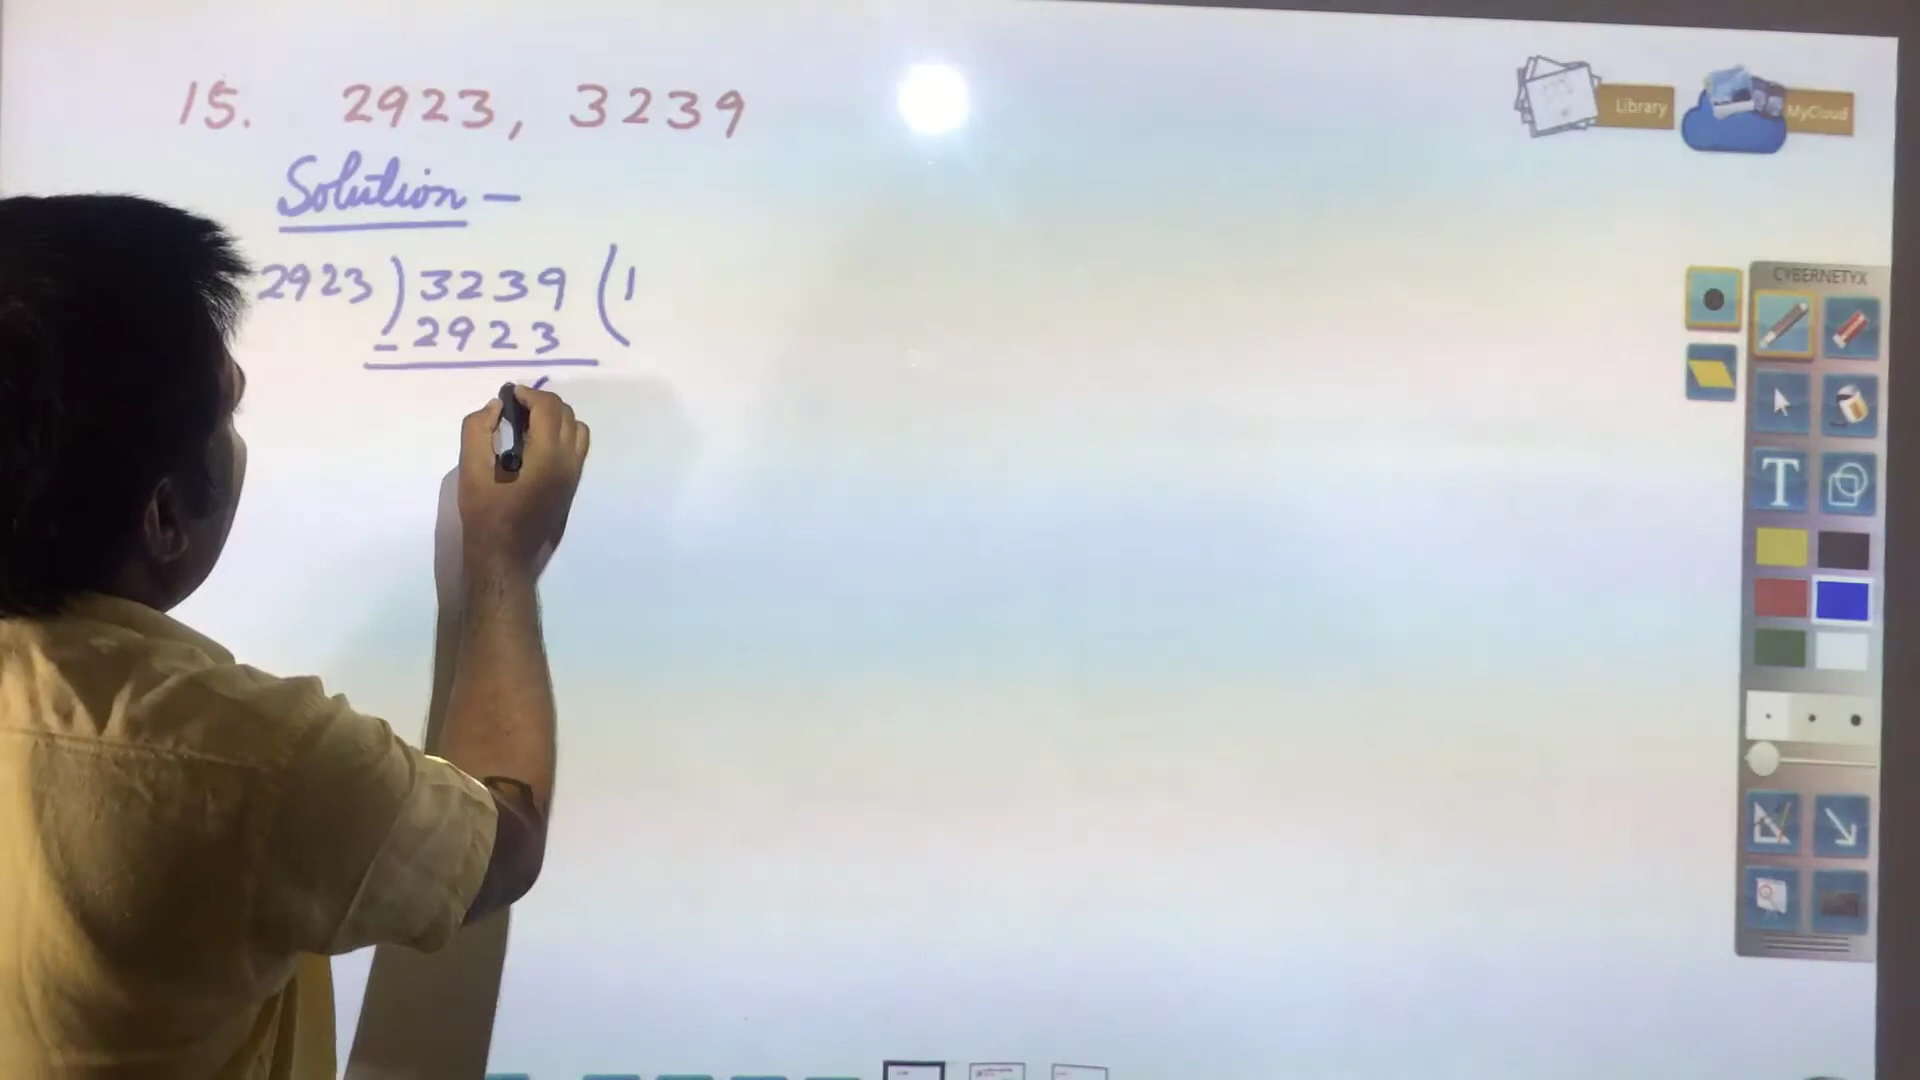 15. 2923, 3239
Solution -
2923) 3239 (1
- 2923
Library
MyCloud
CYBERNETYX
T